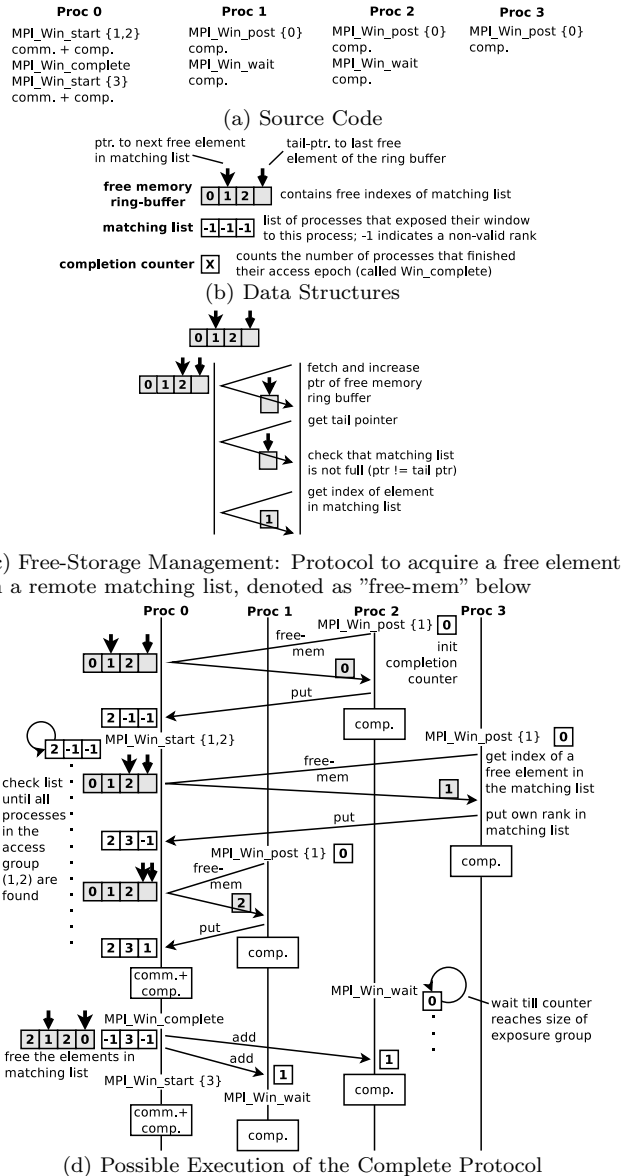 Proc 0 Proc 1 Proc 2 Proc 3
MPI_Win_start {1,2} MPI_Win_post {0} MPI_Win_post {0} MPI_Win_post {0}
comm. + comp. comp. comp. comp.
MPI_Win_complete MPI_Win_wait MPI_Win_wait
MPI_Win_start {3} comp. comp.
comm. + comp.
(a) Source Code
ptr. to next free element tail-ptr. to last free
in matching list element of the ring buffer
free memory
ring-buffer 0 1 2 contains free indexes of matching list
matching list -1 -1 -1 list of processes that exposed their window
to this process; -1 indicates a non-valid rank
completion counter X counts the number of processes that finished
their access epoch (called Win_complete)
(b) Data Structures
0 1 2
0 1 2
fetch and increase
ptr of free memory
ring buffer
get tail pointer
check that matching list
is not full (ptr != tail ptr)
get index of element
in matching list
1
c) Free-Storage Management: Protocol to acquire a free element
a remote matching list, denoted as "free-mem" below
Proc 0 Proc 1 Proc 2 Proc 3
MPI_Win_post {1} 0
init
completion
counter
free-
mem
0 1 2
0
put
2 -1 -1
comp.
MPI_Win_start {1,2}
2 -1 -1
MPI_Win_post {1} 0
check list
until all
processes
in the
access
group
(1,2) are
found
free-
mem
get index of a
free element in
the matching list
0 1 2
1
put
put own rank in
matching list
2 3 -1
MPI_Win_post {1} 0
comp.
free-
mem
0 1 2
2
put
2 3 1
comp.
comm.+
comp.
MPI_Win_wait
0
wait till counter
reaches size of
exposure group
MPI_Win_complete
2 1 2 0 -1 3 -1
free the elements in
matching list
add
add
1
1
MPI_Win_start {3}
MPI_Win_wait
comp.
comm.+
comp.
comp.
(d) Possible Execution of the Complete Protocol